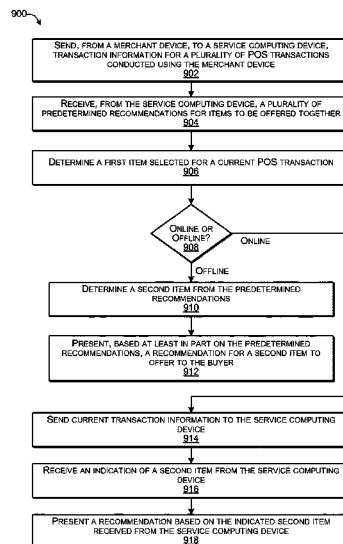 900
SEND, FROM A MERCHANT DEVICE, TO A SERVICE COMPUTING DEVICE,
TRANSACTION INFORMATION FOR A PLURALITY OF POS TRANSACTIONS
CONDUCTED USING THE MERCHANT DEVICE
902
RECEIVE, FROM THE SERVICE COMPUTING DEVICE, A PLURALITY OF
PREDETERMINED RECOMMENDATIONS FOR ITEMS TO BE OFFERED TOGETHER
904
DETERMINE A FIRST ITEM SELECTED FOR A CURRENT POS TRANSACTION
906
ONLINE OR
OFFLINE?
908
ONLINE
OFFLINE
DETERMINE A SECOND ITEM FROM THE PREDETERMINED
RECOMMENDATIONS
910
PRESENT, BASED AT LEAST IN PART ON THE PREDETERMINED
RECOMMENDATIONS, A RECOMMENDATION FOR A SECOND ITEM TO
OFFER TO THE BUYER
912
SEND CURRENT TRANSACTION INFORMATION TO THE SERVICE COMPUTING
DEVICE
914
RECEIVE AN INDICATION OF A SECOND ITEM FROM THE SERVICE COMPUTING
DEVICE
916
PRESENT A RECOMMENDATION BASED ON THE INDICATED SECOND ITEM
RECEIVED FROM THE SERVICE COMPUTING DEVICE
918